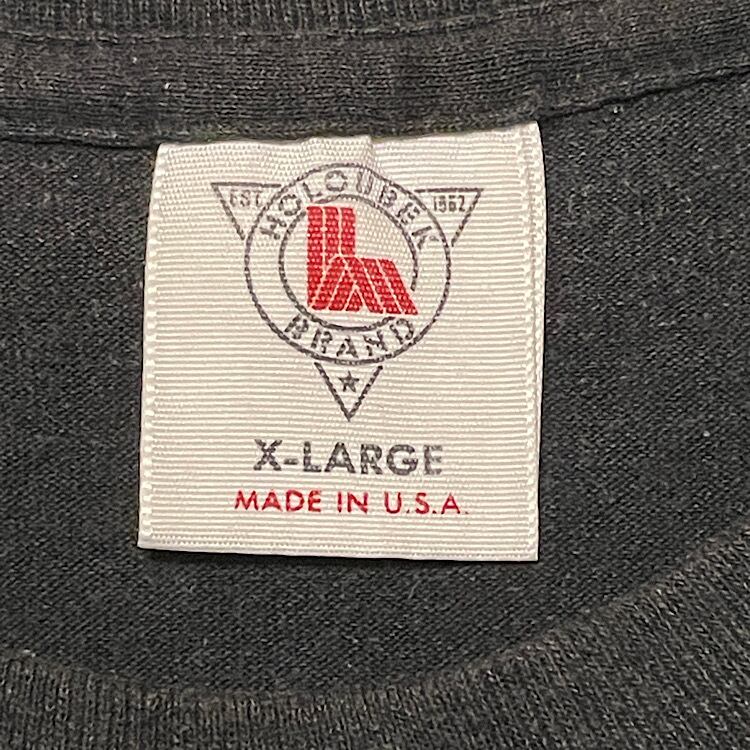 EST. 1962
HOLOUBEK
BRAND
X-LARGE
MADE IN U.S.A.